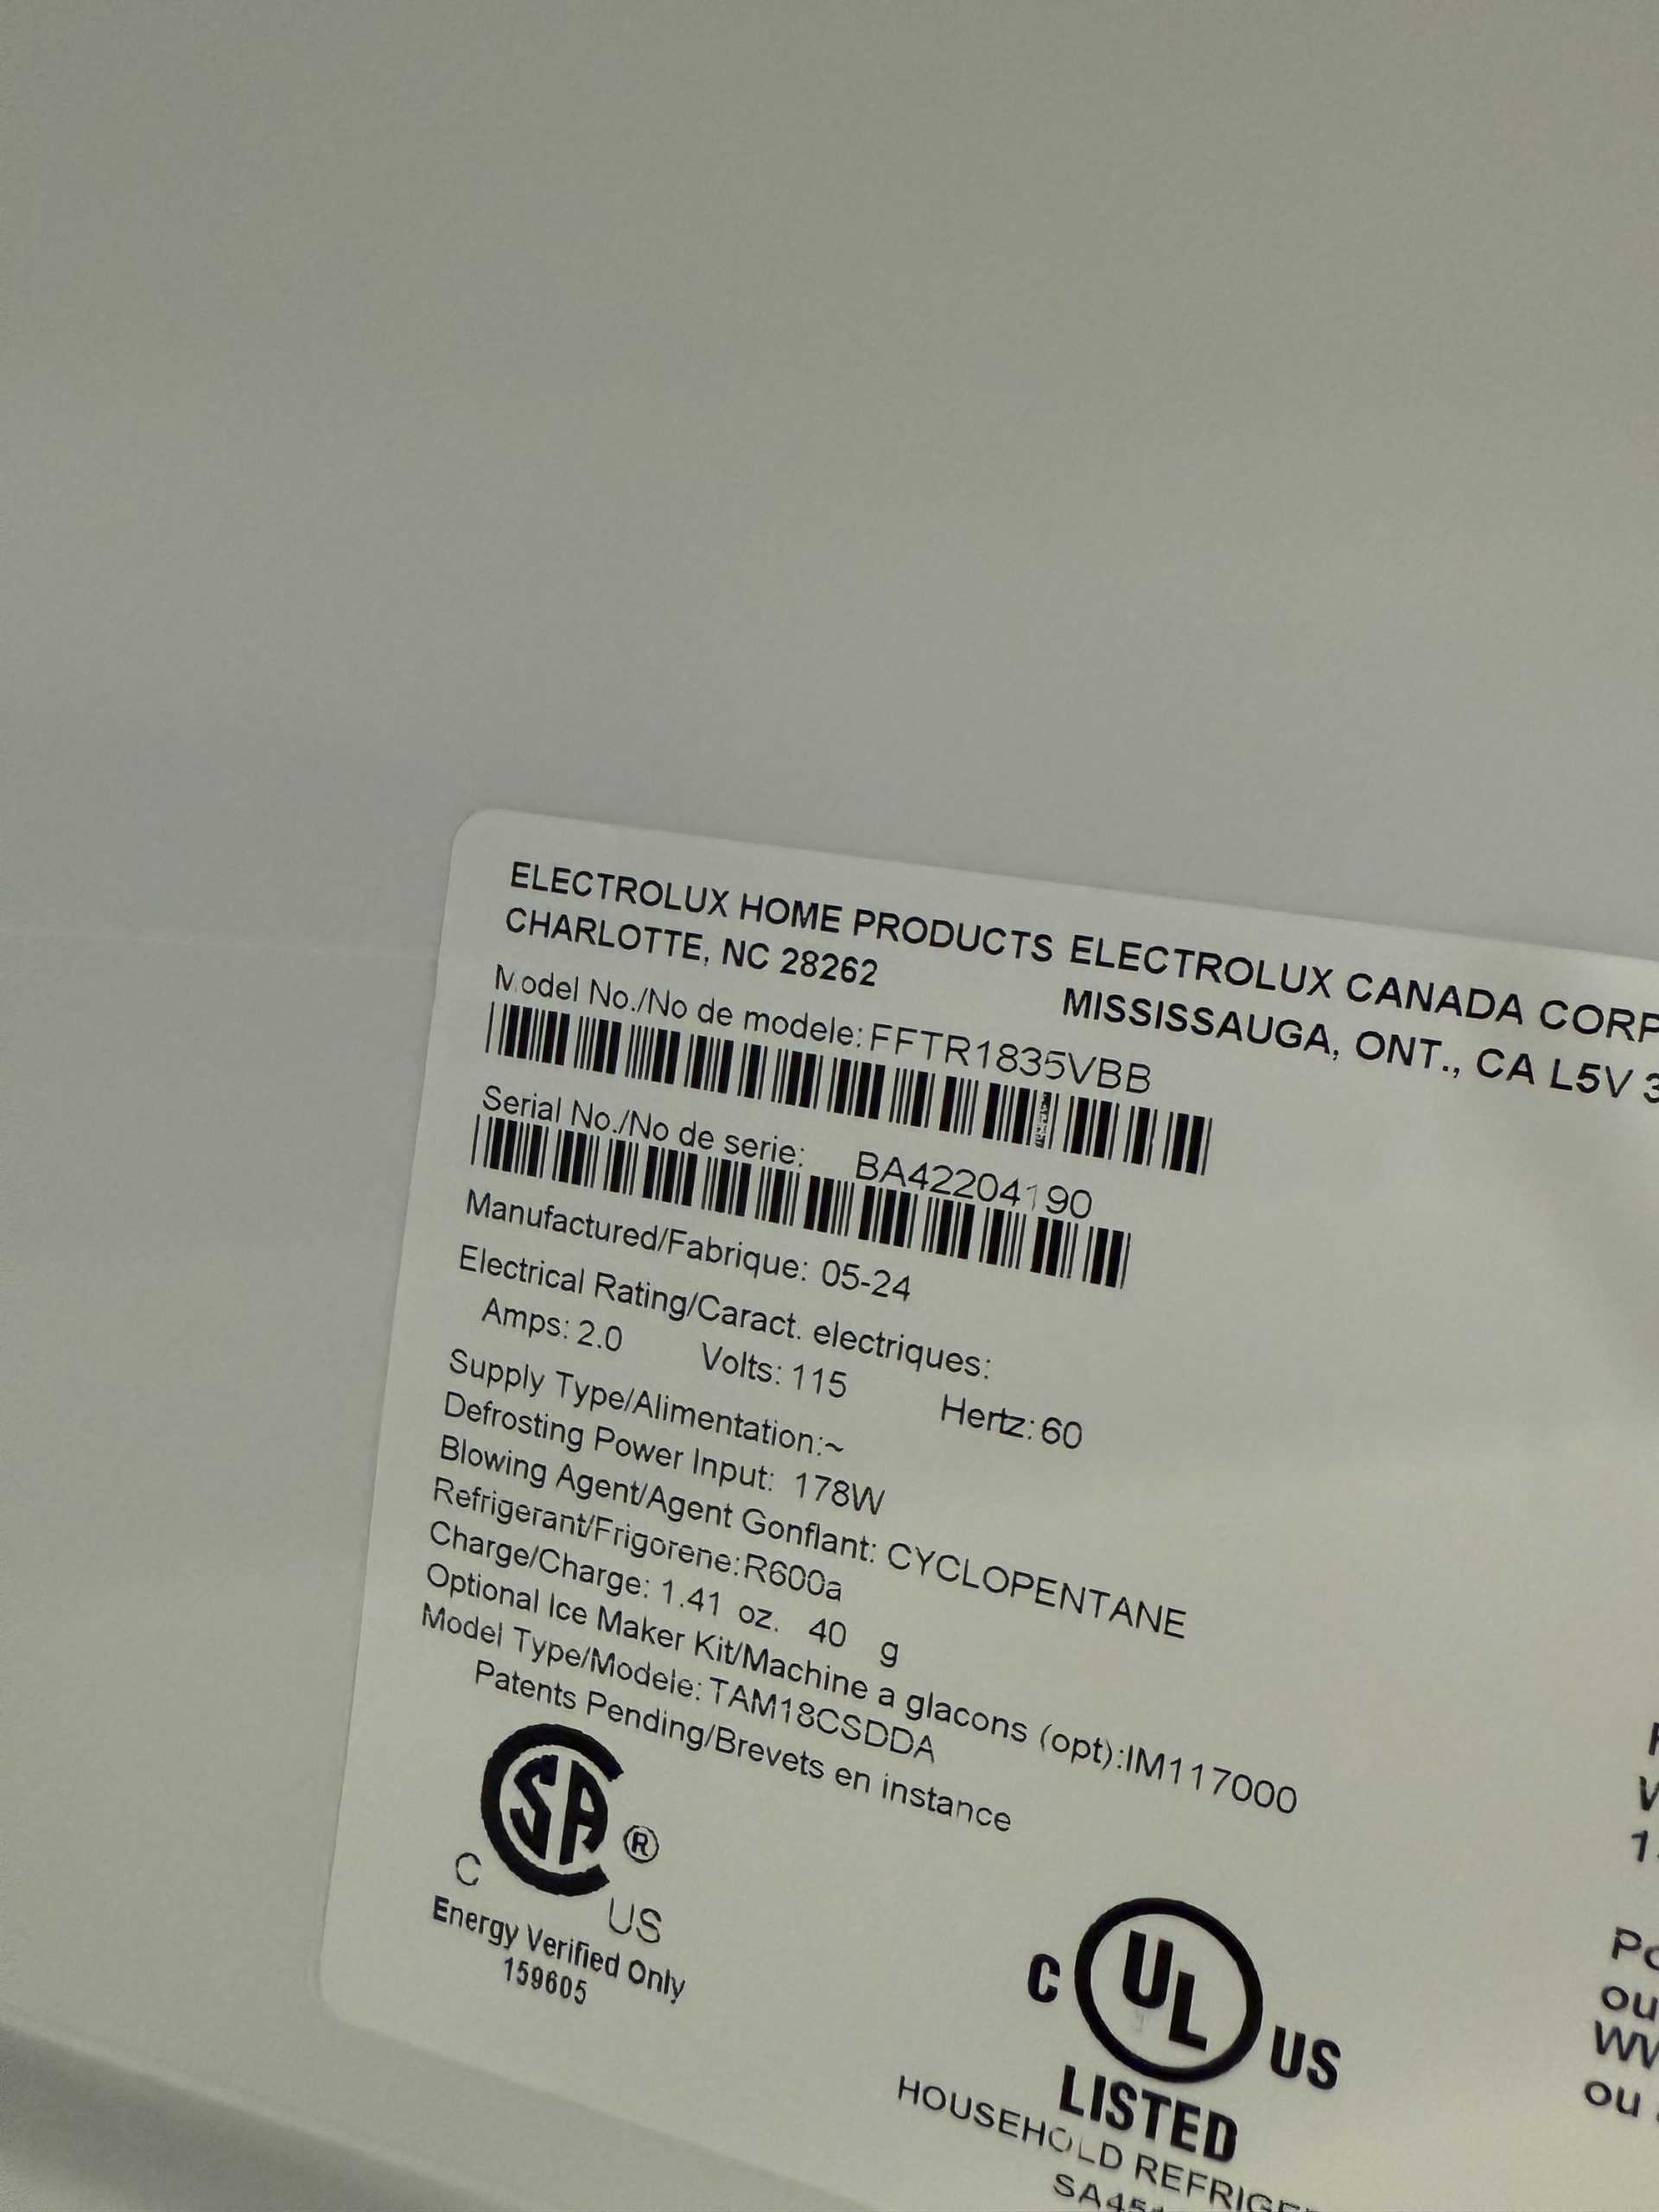 ELECTROLUX HOME PRODUCTS ELECTROLUX CANADA CORP
CHARLOTTE, NC 28262 MISSISSAUGA, ONT., CA L5V 3
Model No./No de modele: FFTR1835VBB
Serial No./No de serie: BA42204190
Manufactured/Fabrique: 05-24
Electrical Rating/Caract. electriques:
Amps: 2.0 Volts: 115 Hertz: 60
Supply Type/Alimentation:~
Defrosting Power Input: 178W
Blowing Agent/Agent Gonflant: CYCLOPENTANE
Refrigerant/Frigorene: R600a
Charge/Charge: 1.41 oz. 40 g
Optional Ice Maker Kit/Machine a glacons (opt):IM117000
Model Type/Modele: TAM18CSDDA
Patents Pending/Brevets en instance
SA ®
C US
Energy Verified Only
159605
C UL US
LISTED
HOUSEHOLD
ou
ou